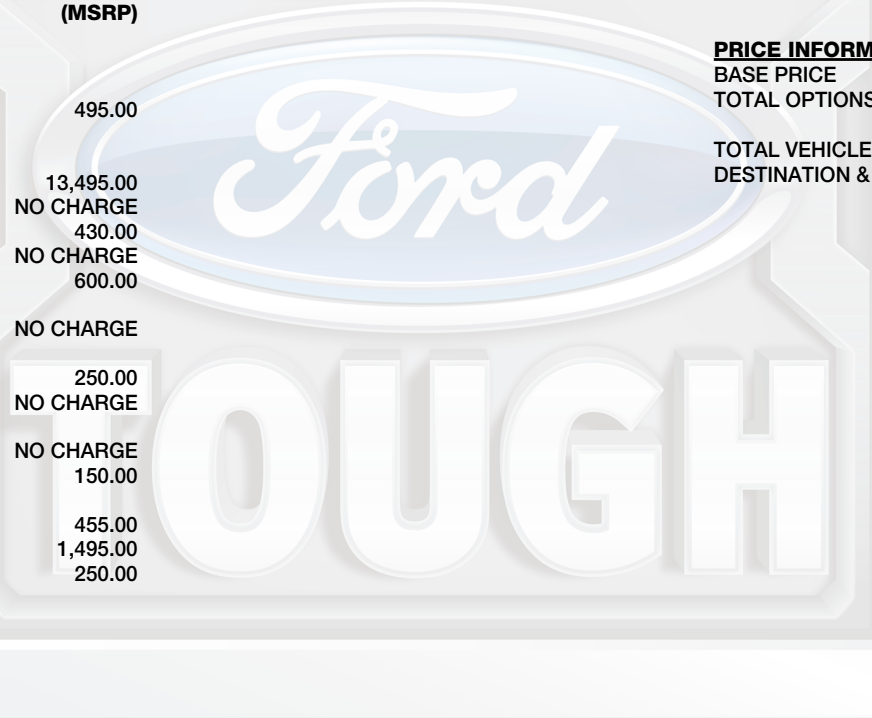 (MSRP)
495.00
13,495.00
NO CHARGE
430.00
NO CHARGE
600.00
NO CHARGE
250.00
NO CHARGE
NO CHARGE
150.00
455.00
1,495.00
250.00
PRICE INFORM
BASE PRICE
TOTAL OPTIONS
TOTAL VEHICLE
DESTINATION &
Ford
TOUGH